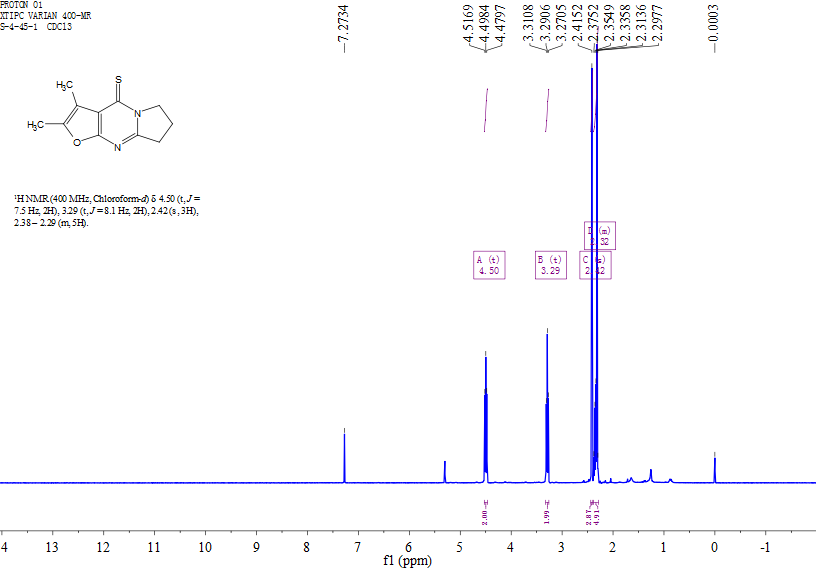 PROTON 01
XTIPC VARIAN 400-MR
S-4-45-1 CDCl3
7.2734
4.5169
4.4984
4.4797
3.3108
3.2906
3.2705
2.4152
2.3752
2.3549
2.3358
2.3136
2.2977
-0.0003
S
H₃C
N
H₃C
O
N
¹H NMR (400 MHz, Chloroform-d) δ 4.50 (t, J =
7.5 Hz, 2H), 3.29 (t, J = 8.1 Hz, 2H), 2.42 (s, 3H),
2.38 – 2.29 (m, 5H).
D (m)
2.32
A (t)
4.50
B (t)
3.29
C (s)
2.42
2.00
1.99
2.87
4.91
4 13 12 11 10 9 8 7 6 5 4 3 2 1 0 -1
f1 (ppm)